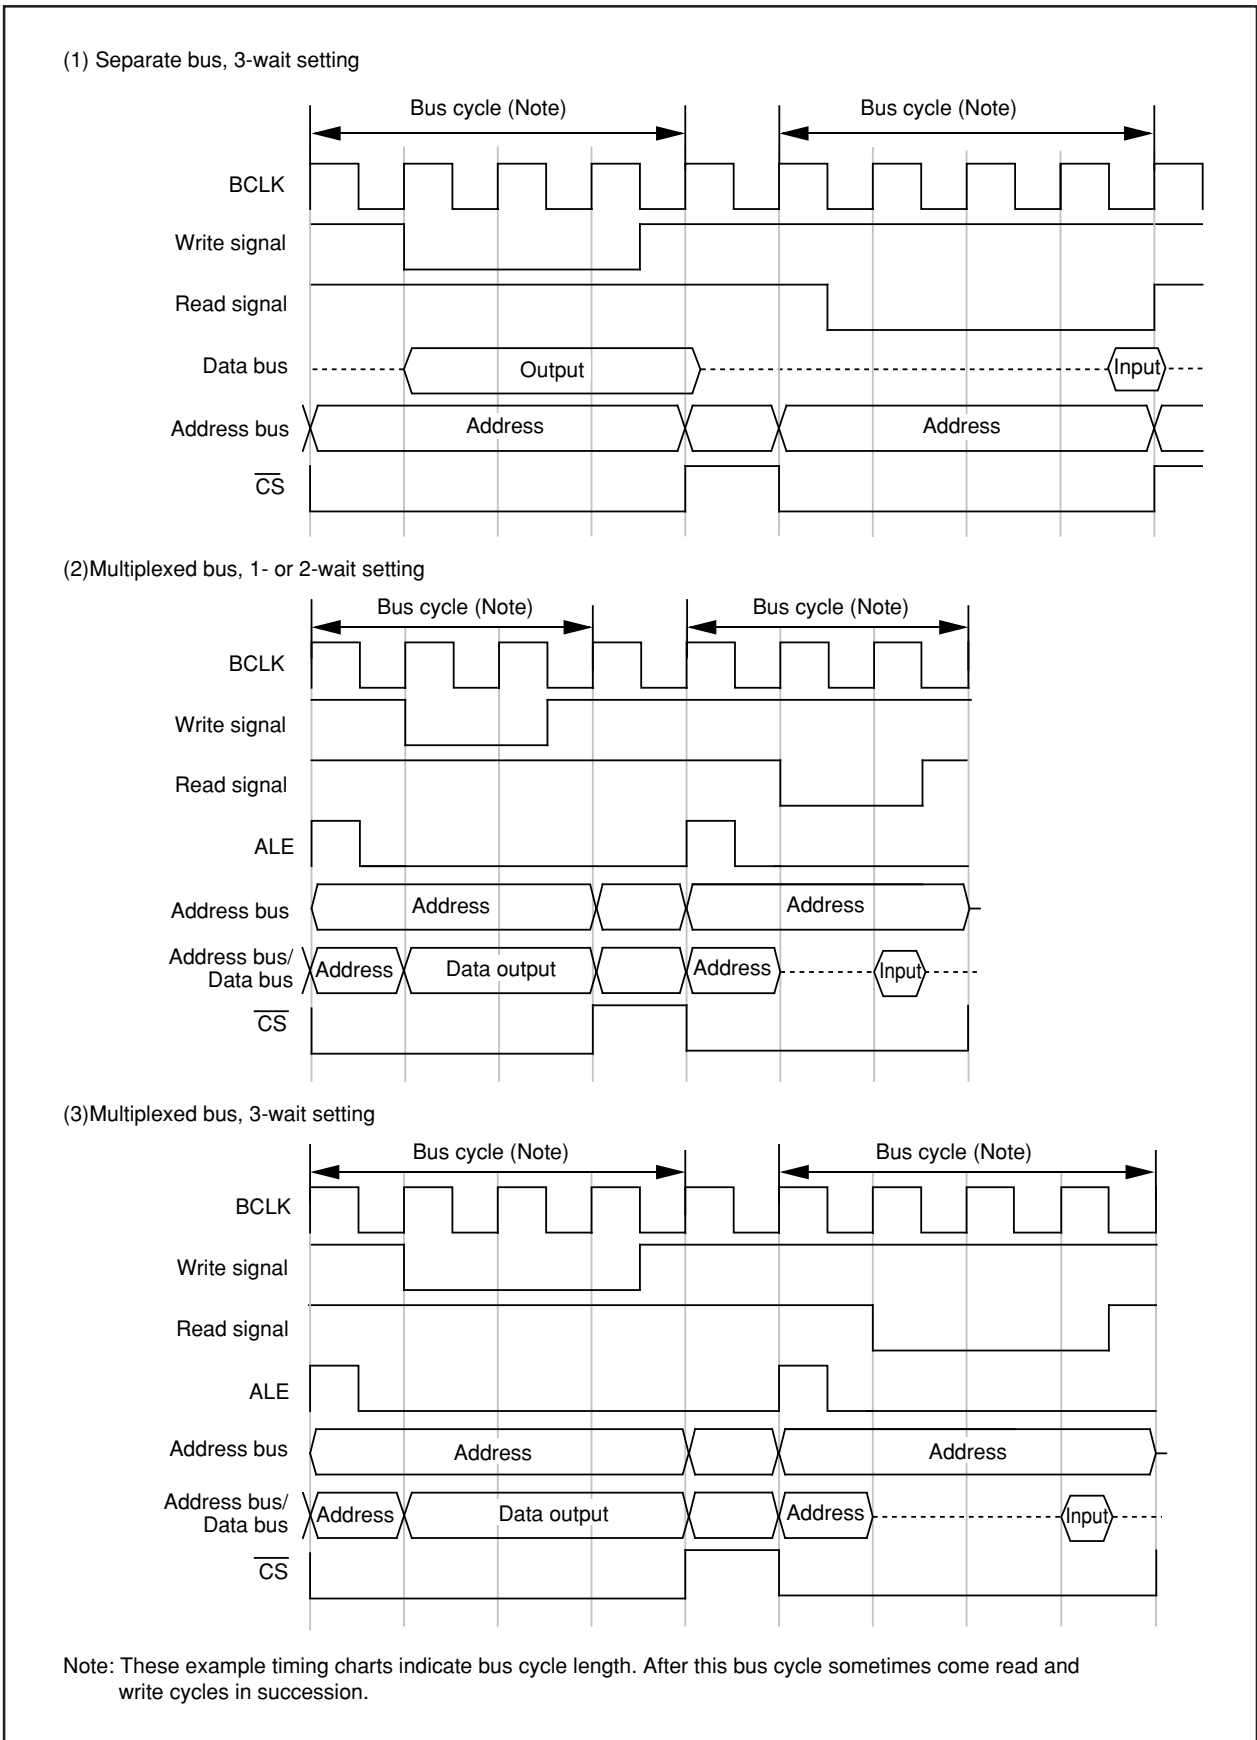 (1) Separate bus, 3-wait setting
Bus cycle (Note)
Bus cycle (Note)
BCLK
Write signal
Read signal
Data bus
Output
Input
Address bus
Address
Address
CS
(2)Multiplexed bus, 1- or 2-wait setting
Bus cycle (Note)
Bus cycle (Note)
BCLK
Write signal
Read signal
ALE
Address bus
Address
Address
Address bus/
Data bus
Address
Data output
Address
Input
CS
(3)Multiplexed bus, 3-wait setting
Bus cycle (Note)
Bus cycle (Note)
BCLK
Write signal
Read signal
ALE
Address bus
Address
Address
Address bus/
Data bus
Address
Data output
Address
Input
CS
Note: These example timing charts indicate bus cycle length. After this bus cycle sometimes come read and
write cycles in succession.